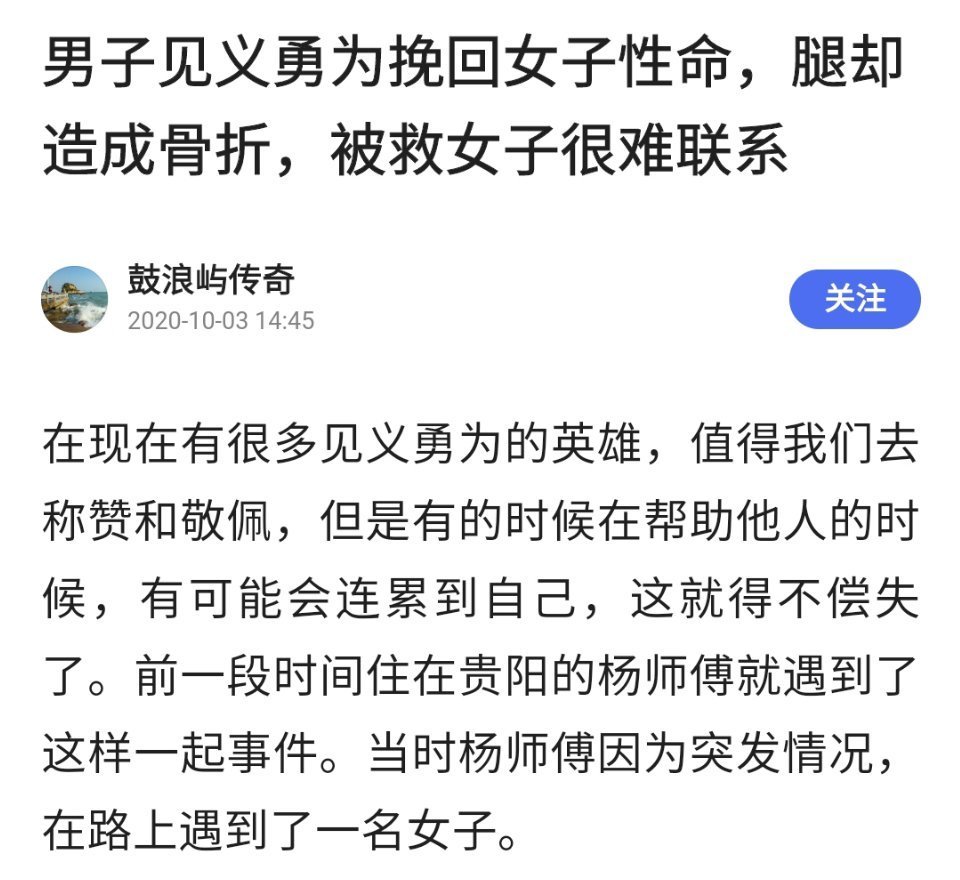 男子见义勇为挽回女子性命，腿却
造成骨折，被救女子很难联系
鼓浪屿传奇
2020-10-03 14:45
关注
在现在有很多见义勇为的英雄，值得我们去
称赞和敬佩，但是有的时候在帮助他人的时
候，有可能会连累到自己，这就得不偿失
了。前一段时间住在贵阳的杨师傅就遇到了
这样一起事件。当时杨师傅因为突发情况，
在路上遇到了一名女子。